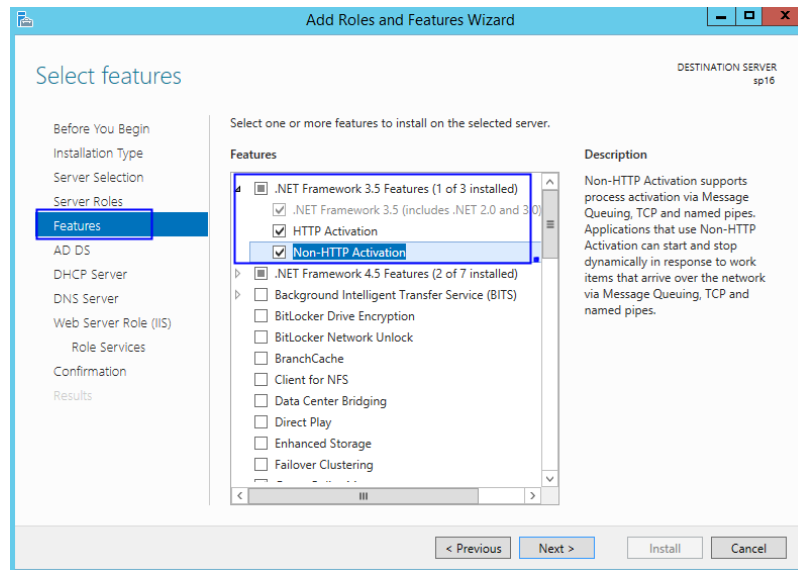 Add Roles and Features Wizard
Select features
DESTINATION SERVER
sp16
Before You Begin
Installation Type
Server Selection
Server Roles
Features
AD DS
DHCP Server
DNS Server
Web Server Role (IIS)
Role Services
Confirmation
Results
Select one or more features to install on the selected server.
Features
.NET Framework 3.5 Features (1 of 3 installed)
.NET Framework 3.5 (includes .NET 2.0 and 3.0)
HTTP Activation
Non-HTTP Activation
.NET Framework 4.5 Features (2 of 7 installed)
Background Intelligent Transfer Service (BITS)
BitLocker Drive Encryption
BitLocker Network Unlock
BranchCache
Client for NFS
Data Center Bridging
Direct Play
Enhanced Storage
Failover Clustering
Description
Non-HTTP Activation supports
process activation via Message
Queuing, TCP and named pipes.
Applications that use Non-HTTP
Activation can start and stop
dynamically in response to work
items that arrive over the network
via Message Queuing, TCP and
named pipes.
< Previous
Next >
Install
Cancel